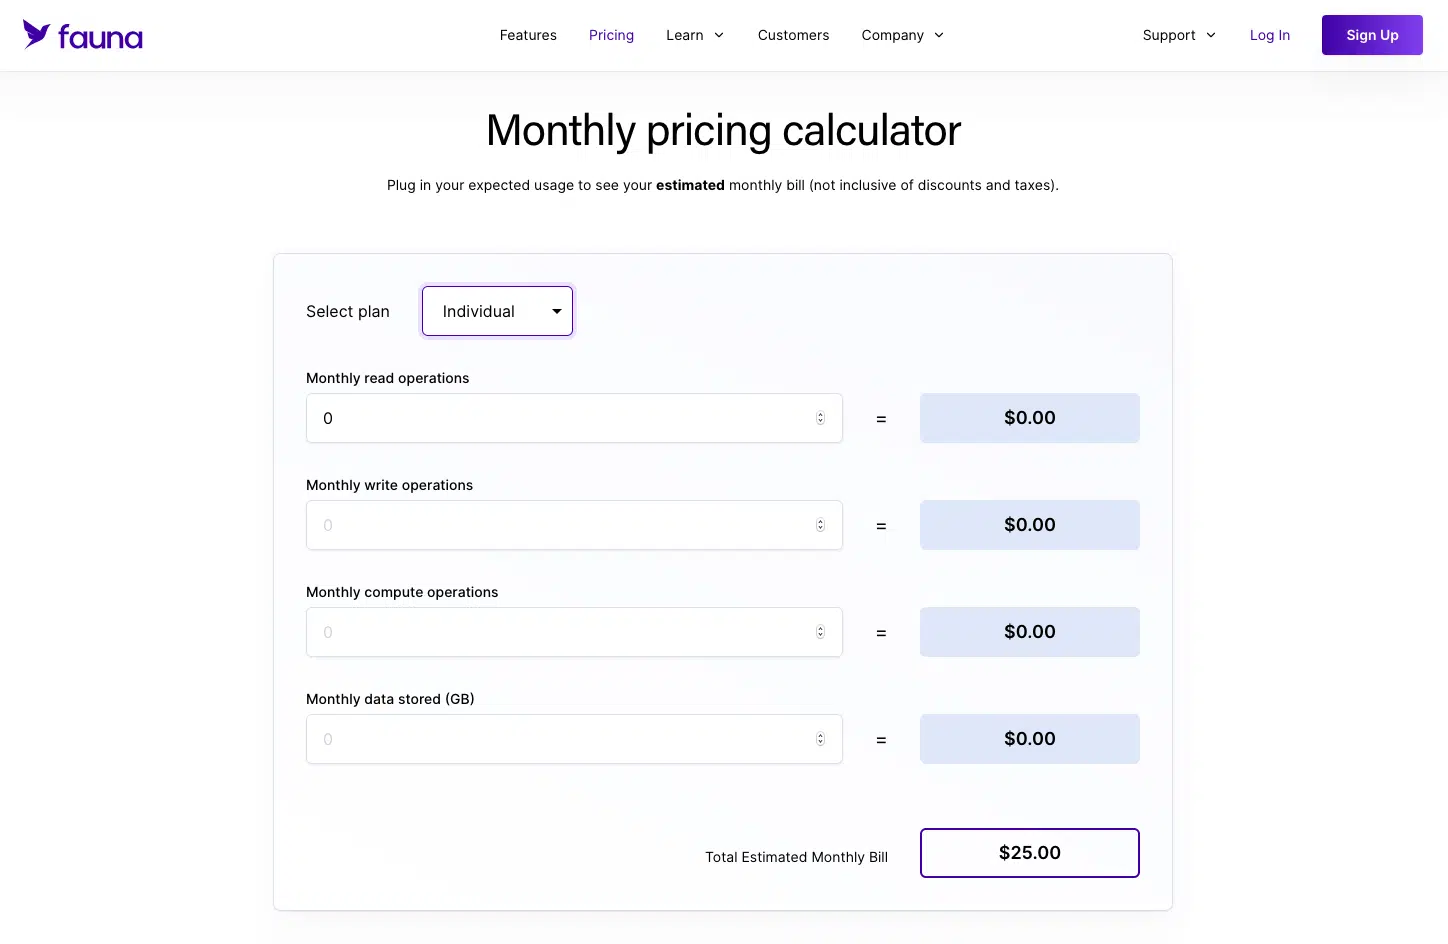 fauna
Features Pricing Learn Customers Company Support Log In Sign Up
Monthly pricing calculator
Plug in your expected usage to see your estimated monthly bill (not inclusive of discounts and taxes).
Select plan Individual
Monthly read operations
0 = $0.00
Monthly write operations
0 = $0.00
Monthly compute operations
0 = $0.00
Monthly data stored (GB)
0 = $0.00
Total Estimated Monthly Bill $25.00